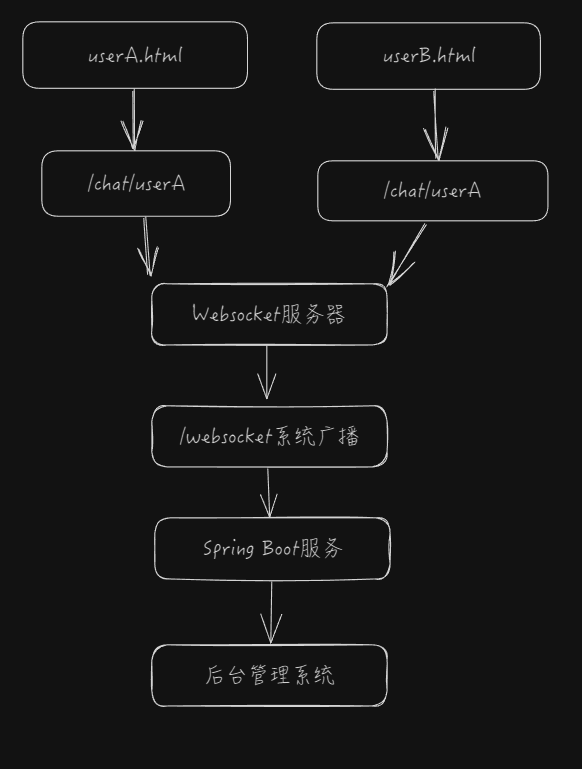 userA.html
userB.html
/chat/userA
/chat/userA
Websocket服务器
/websocket系统广播
Spring Boot服务
后台管理系统